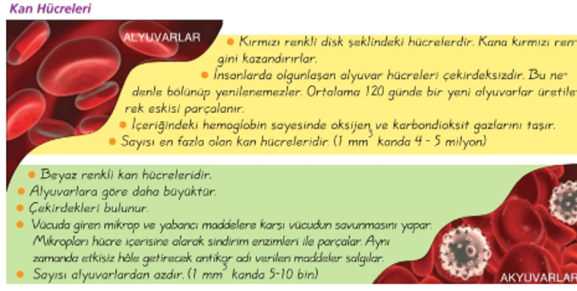 Kan Hücreleri
ALYUVARLAR
• Kırmızı renkli disk şeklindeki hücrelerdir. Kana kırmızı ren-
gini kazandırırlar.
• İnsanlarda olgunlaşan alyuvar hücreleri çekirdeksizdir. Bu ne-
denle bölünüp yenilenemezler. Ortalama 120 günde bir yeni alyuvarlar üretile-
rek eskisi parçalanır.
• İçeriğindeki hemoglobin sayesinde oksijen ve karbondioksit gazlarını taşır.
• Sayısı en fazla olan kan hücreleridir. (1 mm³ kanda 4 - 5 milyon)
• Beyaz renkli kan hücreleridir.
• Alyuvarlara göre daha büyüktür.
• Çekirdekleri bulunur.
• Vücuda giren mikrop ve yabancı maddelere karşı vücudun savunmasını yapar.
Mikropları hücre içerisine alarak sindirim enzimleri ile parçalar. Aynı
zamanda etkisiz hâle getirecek antikor adı verilen maddeler salgılar.
• Sayısı alyuvarlardan azdır. (1 mm³ kanda 5-10 bin)
AKYUVARLAR